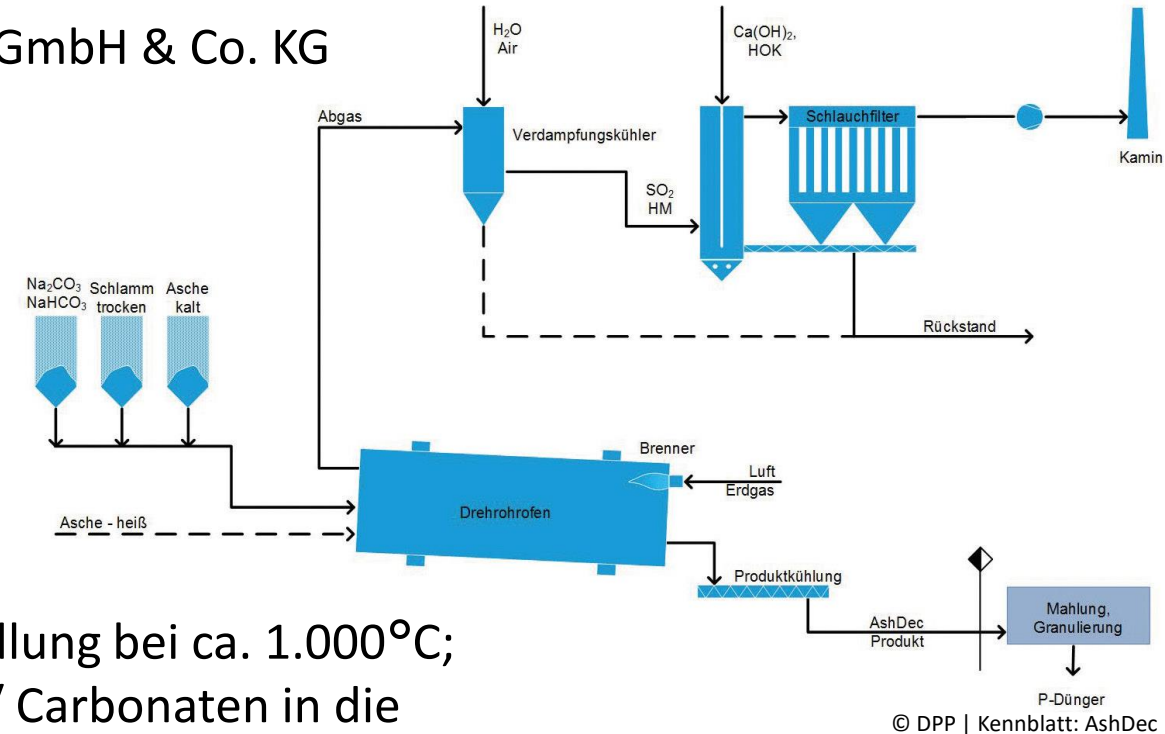 GmbH & Co. KG
H₂O
Air
Ca(OH)₂,
HOK
Abgas
Schlauchfilter
Verdampfungskühler
Kamin
SO₂
HM
Na₂CO₃
NaHCO₃
Schlamm
trocken
Asche
kalt
Rückstand
Brenner
Luft
Erdgas
Drehrohrofen
Asche - heiß
Produktkühlung
AshDec
Produkt
Mahlung,
Granulierung
P-Dünger
llung bei ca. 1.000°C;
/ Carbonaten in die
© DPP | Kennblatt: AshDec